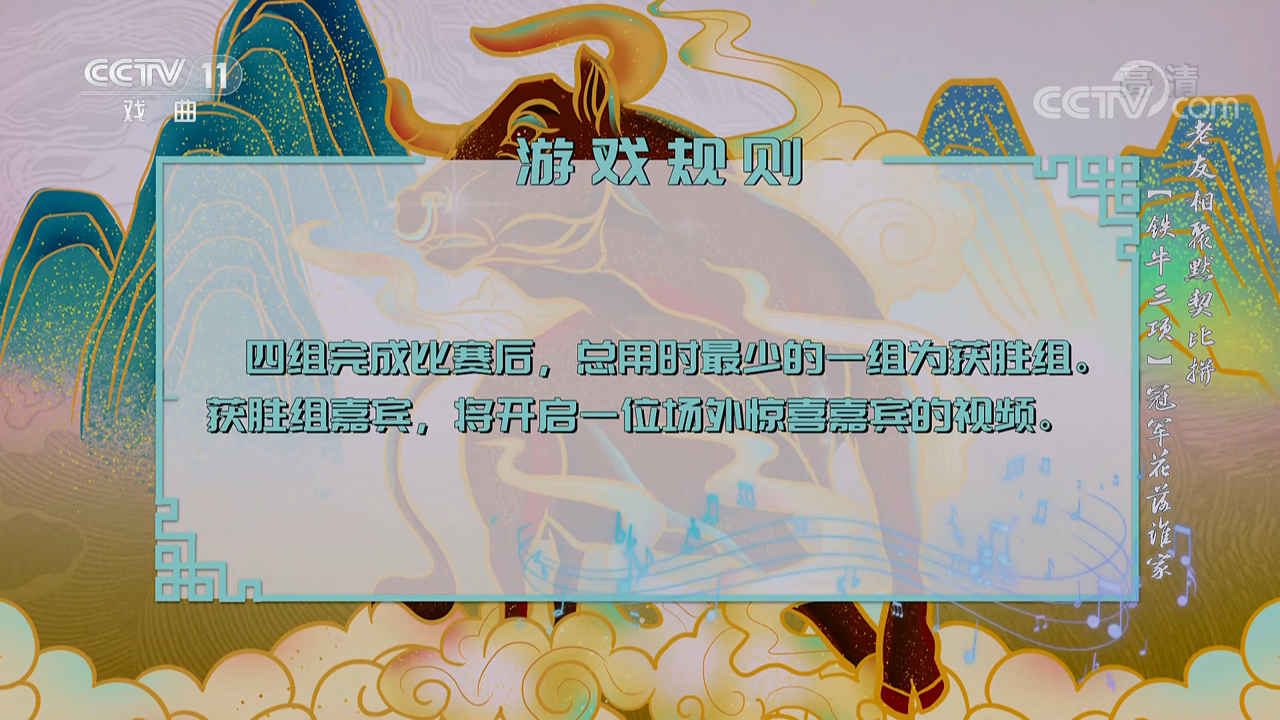 CCTV 11
戏曲
高清
CCTV.com
游戏规则
四组完成比赛后，总用时最少的一组为获胜组。
获胜组嘉宾，将开启一位场外惊喜嘉宾的视频。
老友相聚默契比拼
【铁牛三项】冠军花落谁家